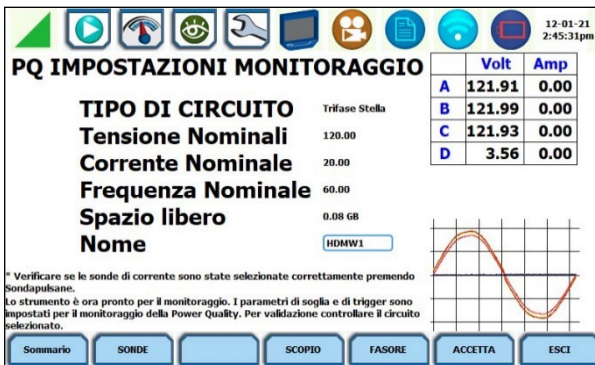 12-01-21
2:45:31pm
PQ IMPOSTAZIONI MONITORAGGIO
Volt Amp
A 121.91 0.00
B 121.99 0.00
C 121.93 0.00
D 3.56 0.00
TIPO DI CIRCUITO Trifase Stella
Tensione Nominali 120.00
Corrente Nominale 20.00
Frequenza Nominale 60.00
Spazio libero 0.08 GB
Nome HDMW1
* Verificare se le sonde di corrente sono state selezionate correttamente premendo
Sondapulsane.
Lo strumento è ora pronto per il monitoraggio. I parametri di soglia e di trigger sono
impostati per il monitoraggio della Power Quality. Per validazione controllare il circuito
selezionato.
Sommario SONDE SCOPIO FASORE ACCETTA ESCI